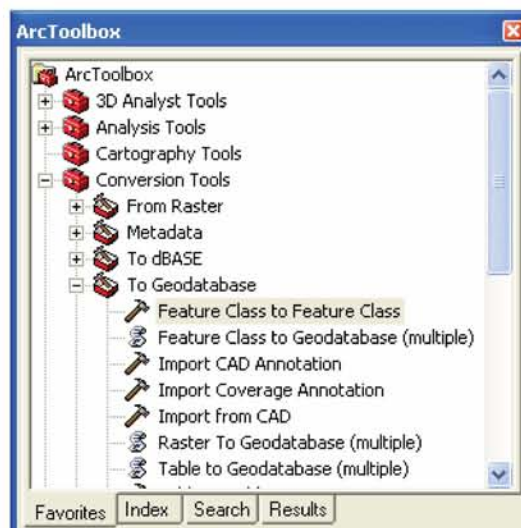 ArcToolbox
ArcToolbox
3D Analyst Tools
Analysis Tools
Cartography Tools
Conversion Tools
From Raster
Metadata
To dBASE
To Geodatabase
Feature Class to Feature Class
Feature Class to Geodatabase (multiple)
Import CAD Annotation
Import Coverage Annotation
Import from CAD
Raster To Geodatabase (multiple)
Table to Geodatabase (multiple)
Favorites Index Search Results